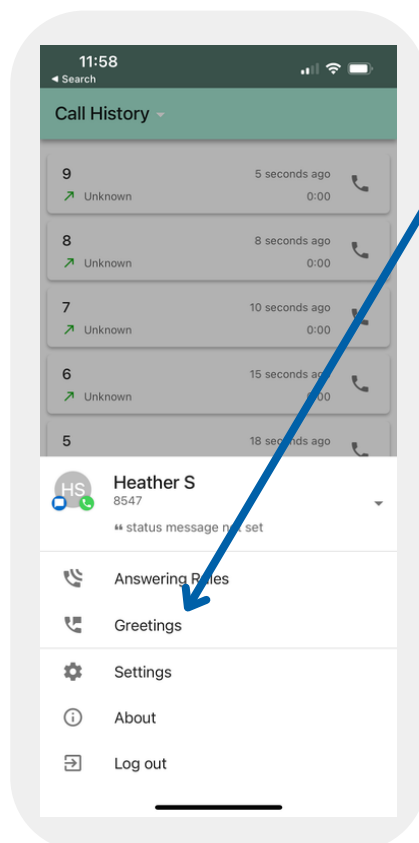 11:58
◂ Search
Call History
9
5 seconds ago
Unknown
0:00
8
8 seconds ago
Unknown
0:00
7
10 seconds ago
Unknown
0:00
6
15 seconds ago
Unknown
0:00
5
18 seconds ago
HS
Heather S
8547
❝ status message not set
Answering Rules
Greetings
Settings
About
Log out